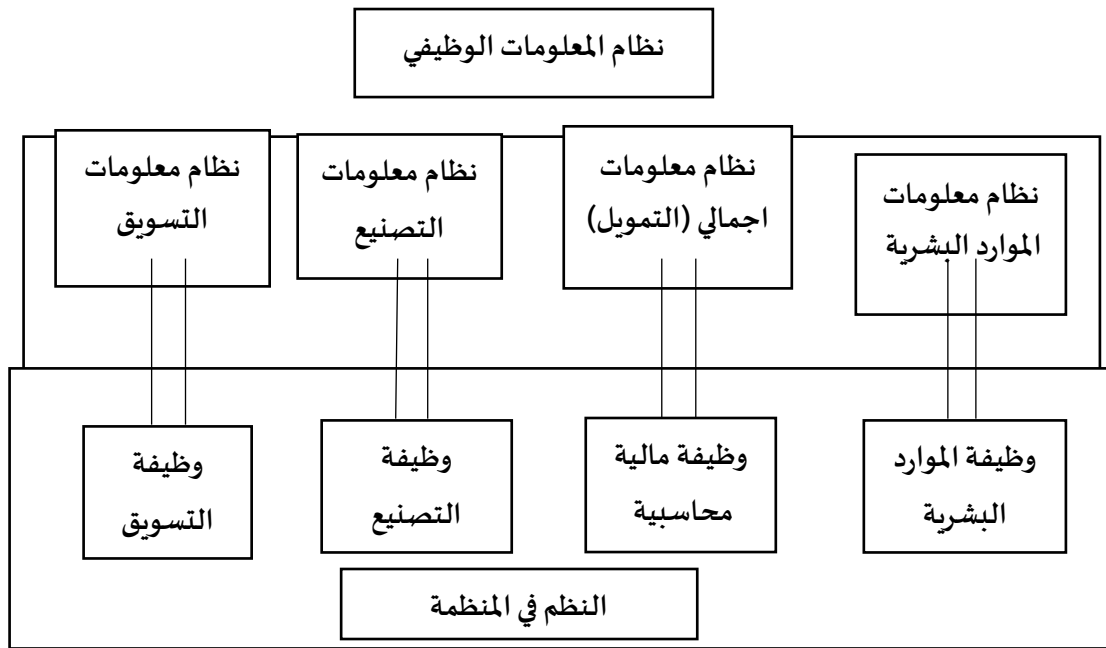 نظام المعلومات الوظيفي
نظام معلومات
الموارد البشرية
نظام معلومات
اجمالي (التمويل)
نظام معلومات
التصنيع
نظام معلومات
التسويق
وظيفة الموارد
البشرية
وظيفة مالية
محاسبية
وظيفة
التصنيع
وظيفة
التسويق
النظم في المنظمة